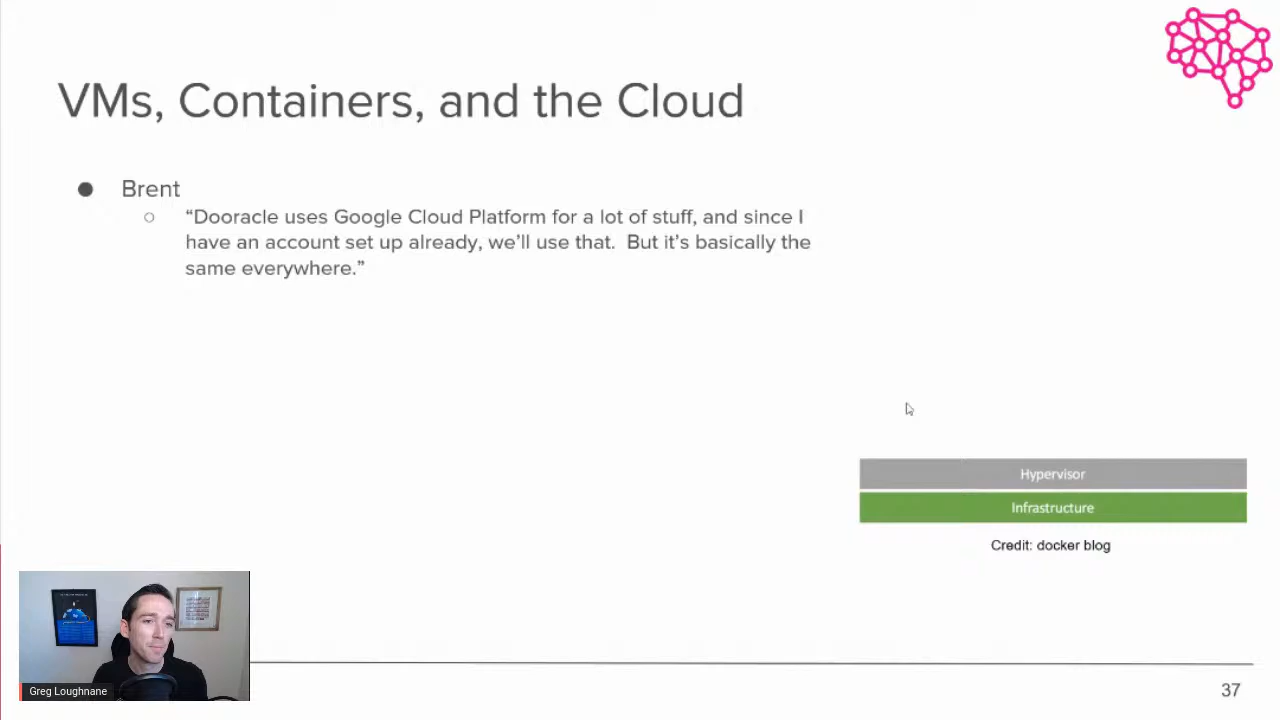 VMs, Containers, and the Cloud
● Brent
○ “Dooracle uses Google Cloud Platform for a lot of stuff, and since I
have an account set up already, we’ll use that.  But it’s basically the
same everywhere.”
Hypervisor
Infrastructure
Credit: docker blog
Greg Loughnane
37